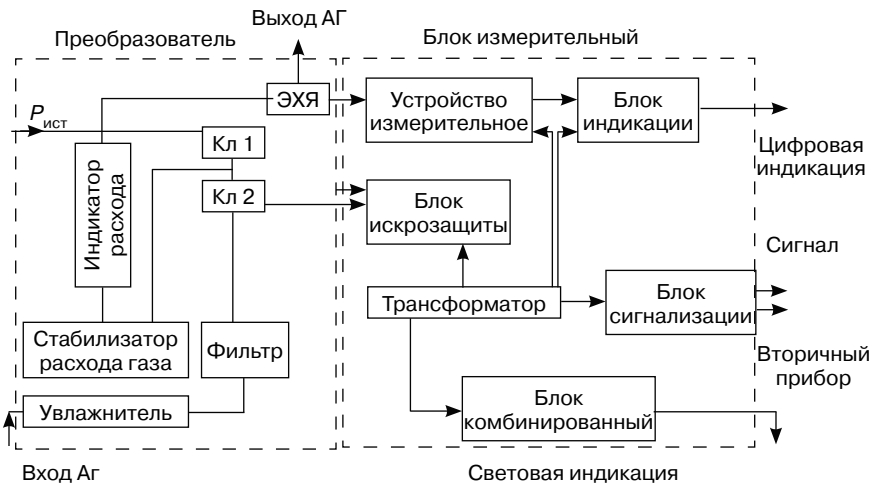 Выход АГ
Преобразователь
Блок измерительный
ЭХЯ
Устройство
измерительное
Блок
индикации
Pист
Кл 1
Цифровая
индикация
Индикатор
расхода
Кл 2
Блок
искрозащиты
Сигнал
Трансформатор
Блок
сигнализации
Стабилизатор
расхода газа
Фильтр
Вторичный
прибор
Увлажнитель
Блок
комбинированный
Вход Аг
Световая индикация